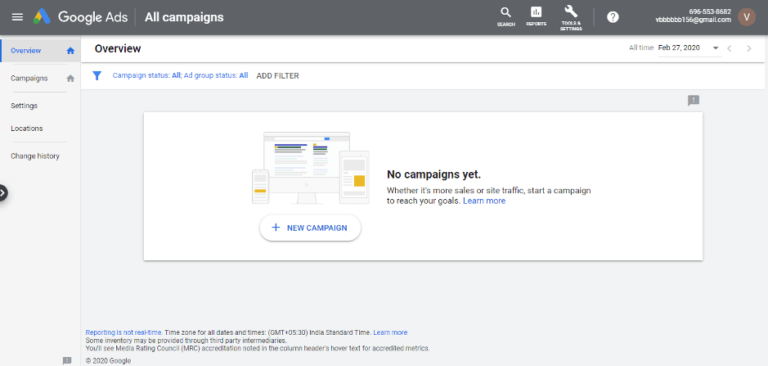 Google Ads
All campaigns
SEARCH
REPORTS
TOOLS &
SETTINGS
696-553-8682
vbbbbbb156@gmail.com
V
Overview
Campaigns
Settings
Locations
Change history
Overview
All time Feb 27, 2020
Campaign status: All; Ad group status: All ADD FILTER
No campaigns yet.
Whether it's more sales or site traffic, start a campaign
to reach your goals. Learn more
+ NEW CAMPAIGN
Reporting is not real-time. Time zone for all dates and times: (GMT+05:30) India Standard Time. Learn more
Some inventory may be provided through third party intermediaries.
You'll see Media Rating Council (MRC) accreditation noted in the column header's hover text for accredited metrics.
© 2020 Google